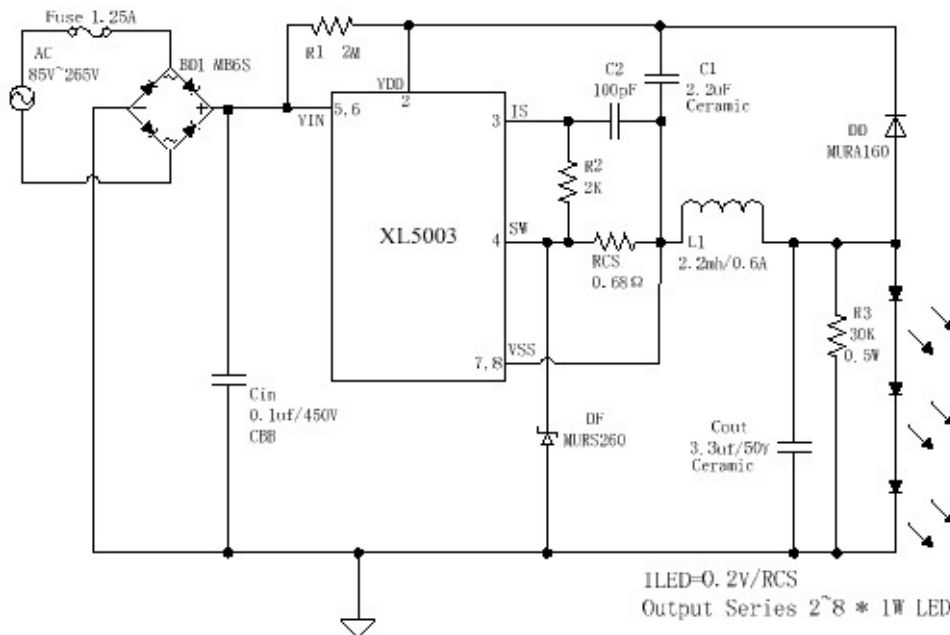 Fuse 1.25A
AC
85V~265V
BD1 MB6S
R1 2M
VDD
2
VIN
5,6
IS
3
C2
100pF
C1
2.2uF
Ceramic
DD
MURA160
R2
2K
XL5003
SW
4
RCS
0.68Ω
L1
2.2mh/0.6A
VSS
7,8
R3
30K
0.5W
Cin
0.1uf/450V
CBB
DF
MURS260
Cout
3.3uf/50v
Ceramic
ILED=0.2V/RCS
Output Series 2~8 * 1W LED